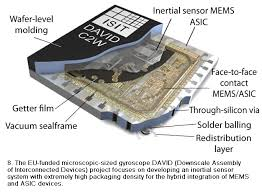 Wafer-level
molding
Inertial sensor MEMS
ASIC
DAVID
C2W
ISIT
Face-to-face
contact
MEMS/ASIC
Through-silicon via
Solder balling
Redistribution
layer
Getter film
Vacuum sealframe
8. The EU-funded microscopic-sized gyroscope DAVID (Downscale Assembly
of Interconnected Devices) project focuses on developing an inertial sensor
system with extremely high packaging density for the hybrid integration of MEMS
and ASIC devices.